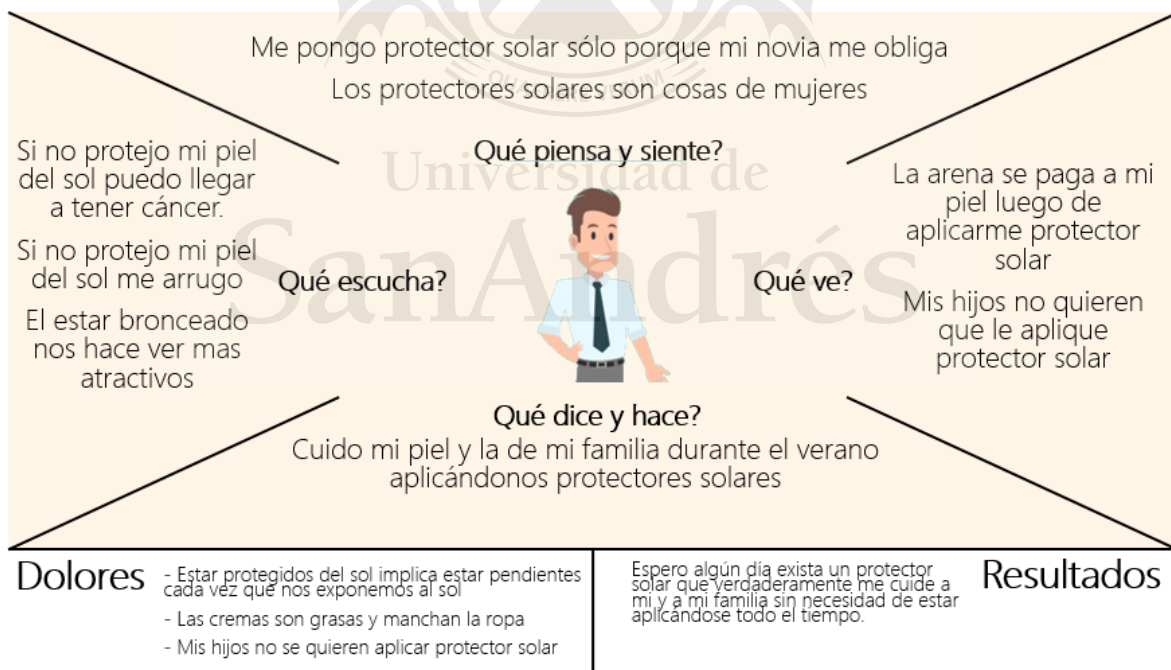 Me pongo protector solar sólo porque mi novia me obliga
Los protectores solares son cosas de mujeres
QUAERERE VERUM
Qué piensa y siente?
Universidad de
SanAndrés
Si no protejo mi piel
del sol puedo llegar
a tener cáncer.
Si no protejo mi piel
del sol me arrugo
El estar bronceado
nos hace ver mas
atractivos
Qué escucha?
Qué ve?
La arena se paga a mi
piel luego de
aplicarme protector
solar
Mis hijos no quieren
que le aplique
protector solar
Qué dice y hace?
Cuido mi piel y la de mi familia durante el verano
aplicándonos protectores solares
Dolores
- Estar protegidos del sol implica estar pendientes
cada vez que nos exponemos al sol
- Las cremas son grasas y manchan la ropa
- Mis hijos no se quieren aplicar protector solar
Espero algún día exista un protector
solar que verdaderamente me cuide a
mi y a mi familia sin necesidad de estar
aplicándose todo el tiempo.
Resultados